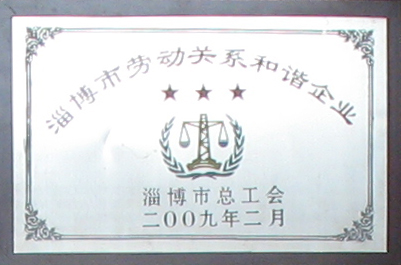 淄博市劳动关系和谐企业
★★★
淄博市总工会
二00九年二月